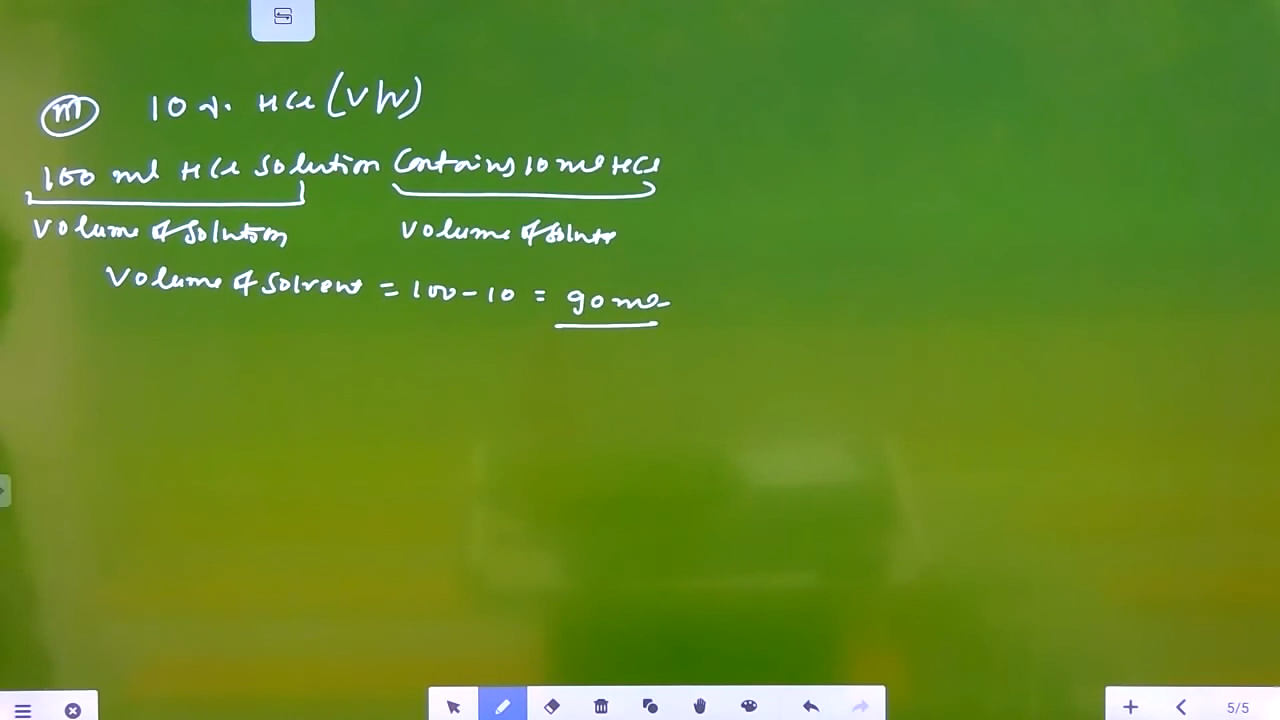 (m) 10 %. HCl (V/V)
100 ml HCl Solution Contains 10 ml HCl
Volume of Solution Volume of Solute
Volume of Solvent = 100 - 10 = 90 ml
5/5